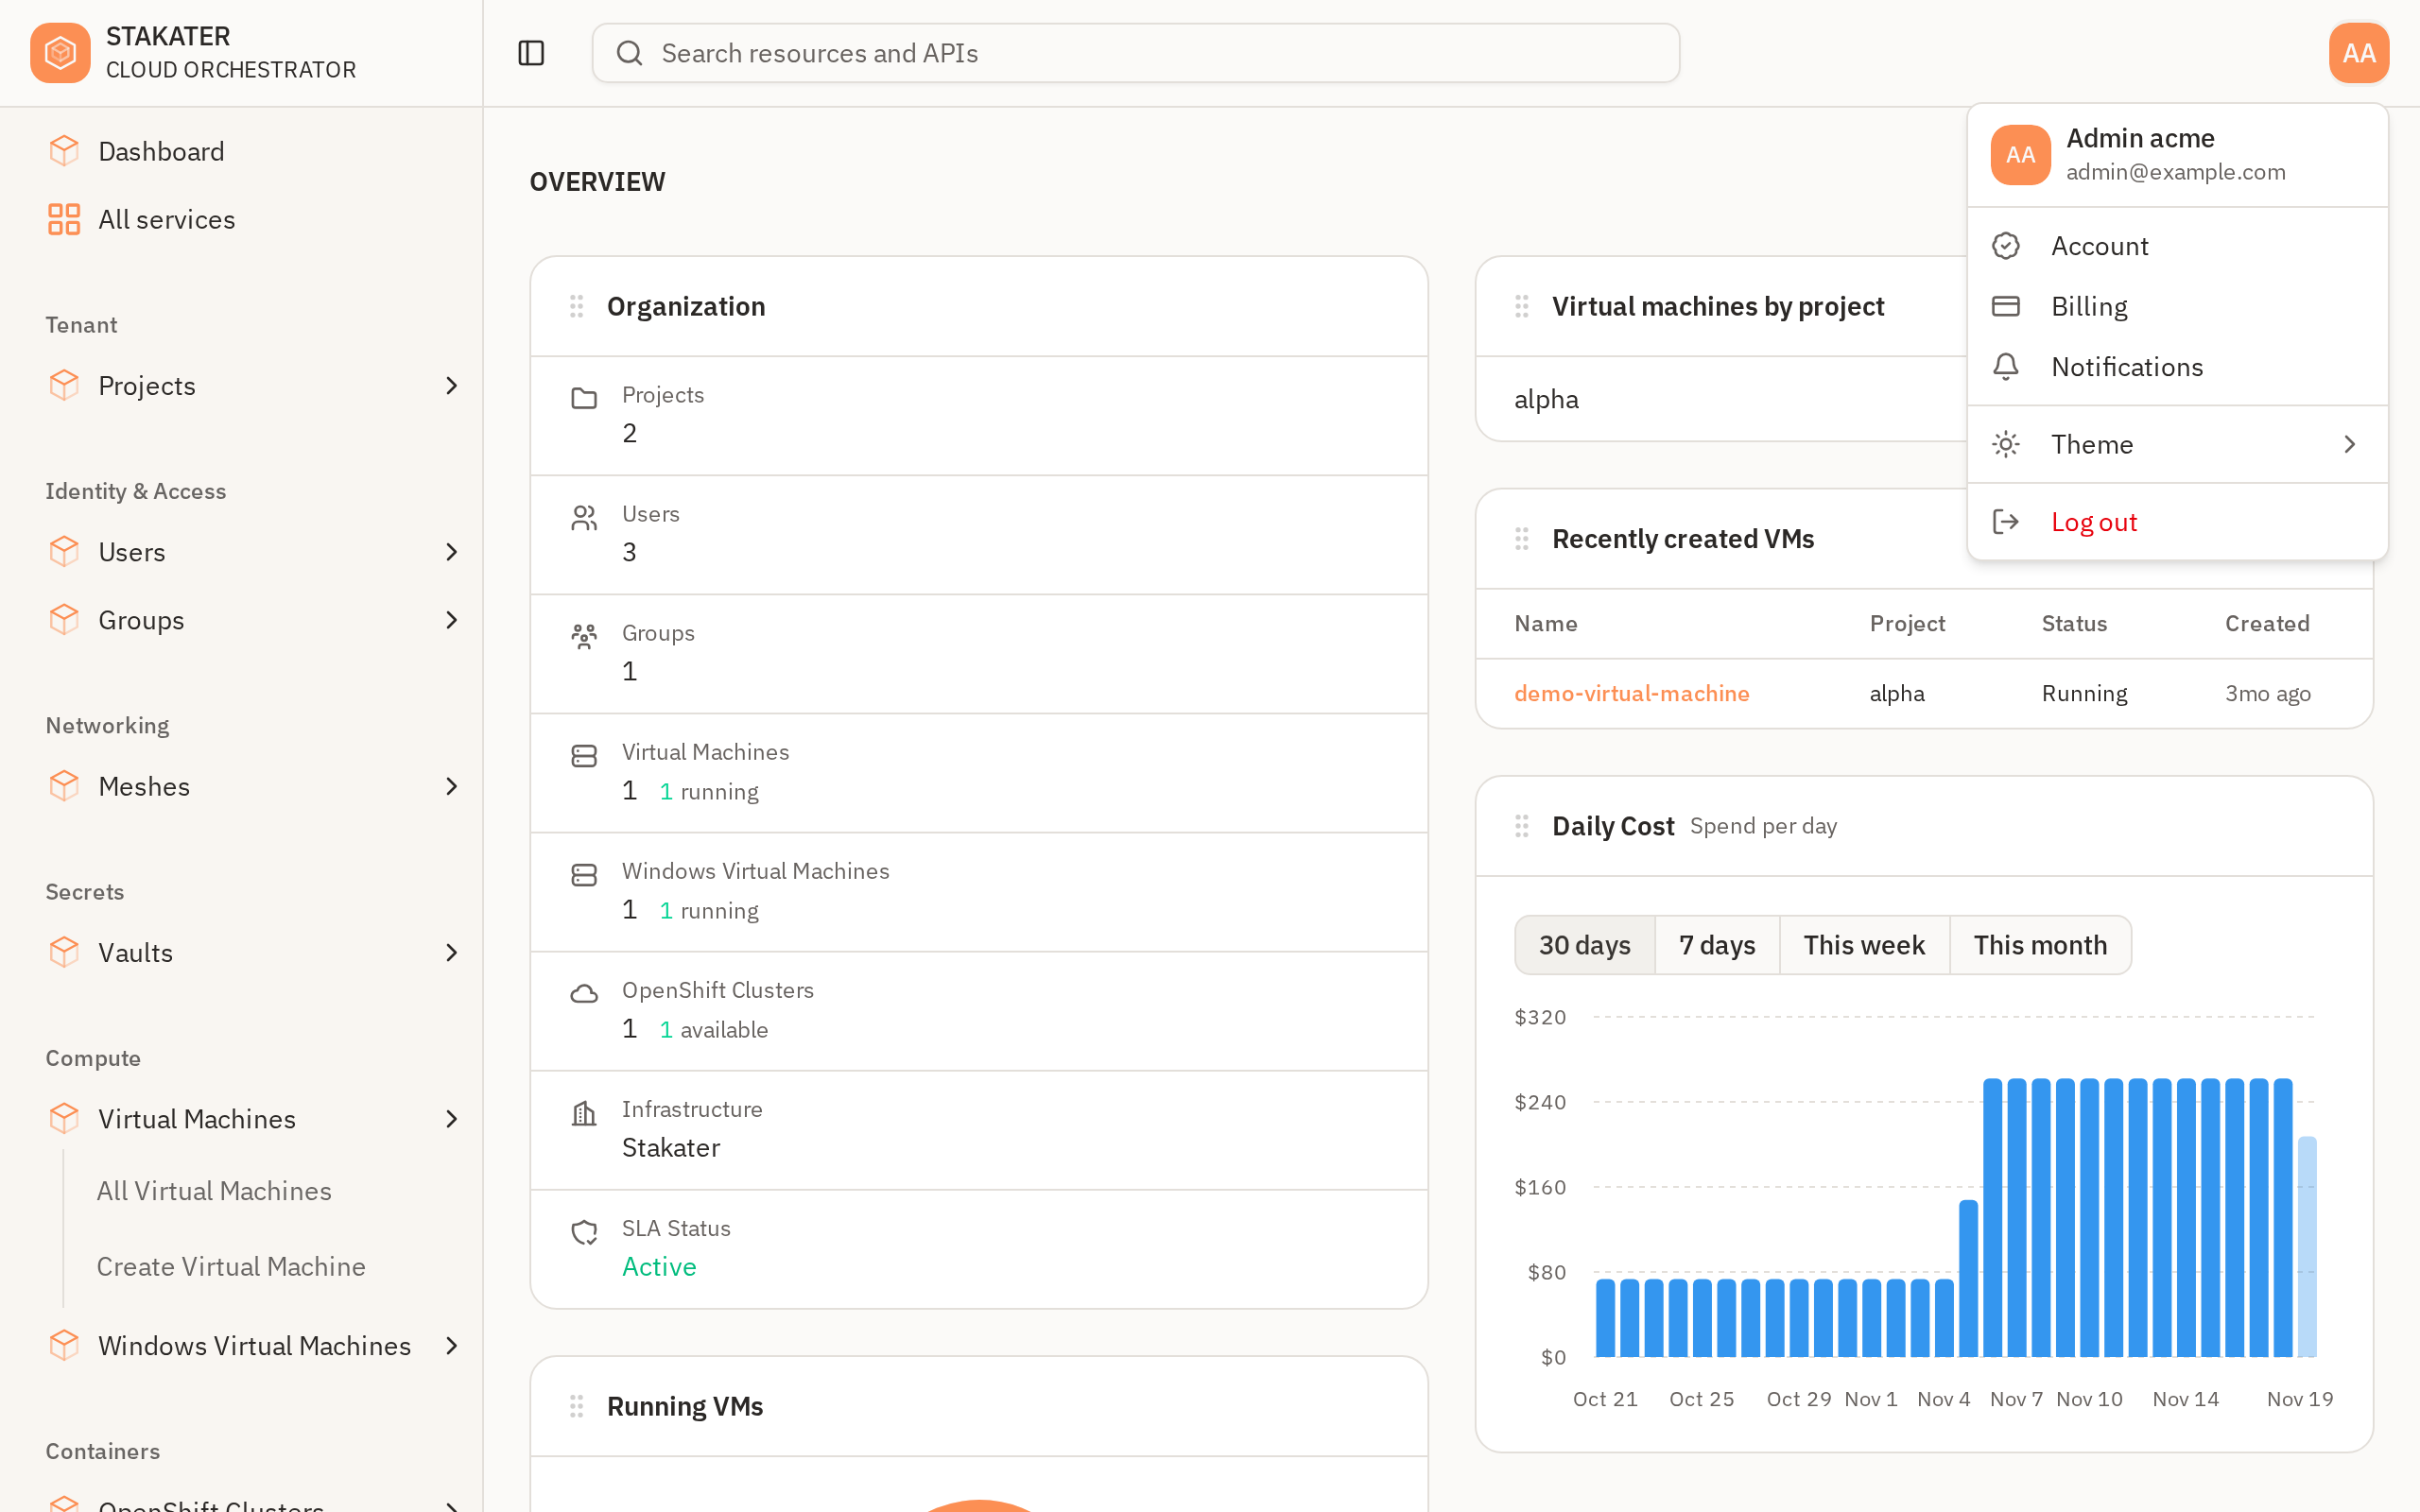 STAKATER
CLOUD ORCHESTRATOR
Search resources and APIs
AA
Dashboard
All services
Tenant
Projects
Identity & Access
Users
Groups
Networking
Meshes
Secrets
Vaults
Compute
Virtual Machines
All Virtual Machines
Create Virtual Machine
Windows Virtual Machines
Containers
OpenShift Clusters
OVERVIEW
Organization
Projects
2
Users
3
Groups
1
Virtual Machines
1 1 running
Windows Virtual Machines
1 1 running
OpenShift Clusters
1 1 available
Infrastructure
Stakater
SLA Status
Active
Running VMs
Virtual machines by project
alpha
Recently created VMs
Name Project Status Created
demo-virtual-machine alpha Running 3mo ago
Daily Cost Spend per day
30 days 7 days This week This month
$320
$240
$160
$80
$0
Oct 21 Oct 25 Oct 29 Nov 1 Nov 4 Nov 7 Nov 10 Nov 14 Nov 19
AA
Admin acme
admin@example.com
Account
Billing
Notifications
Theme
Log out